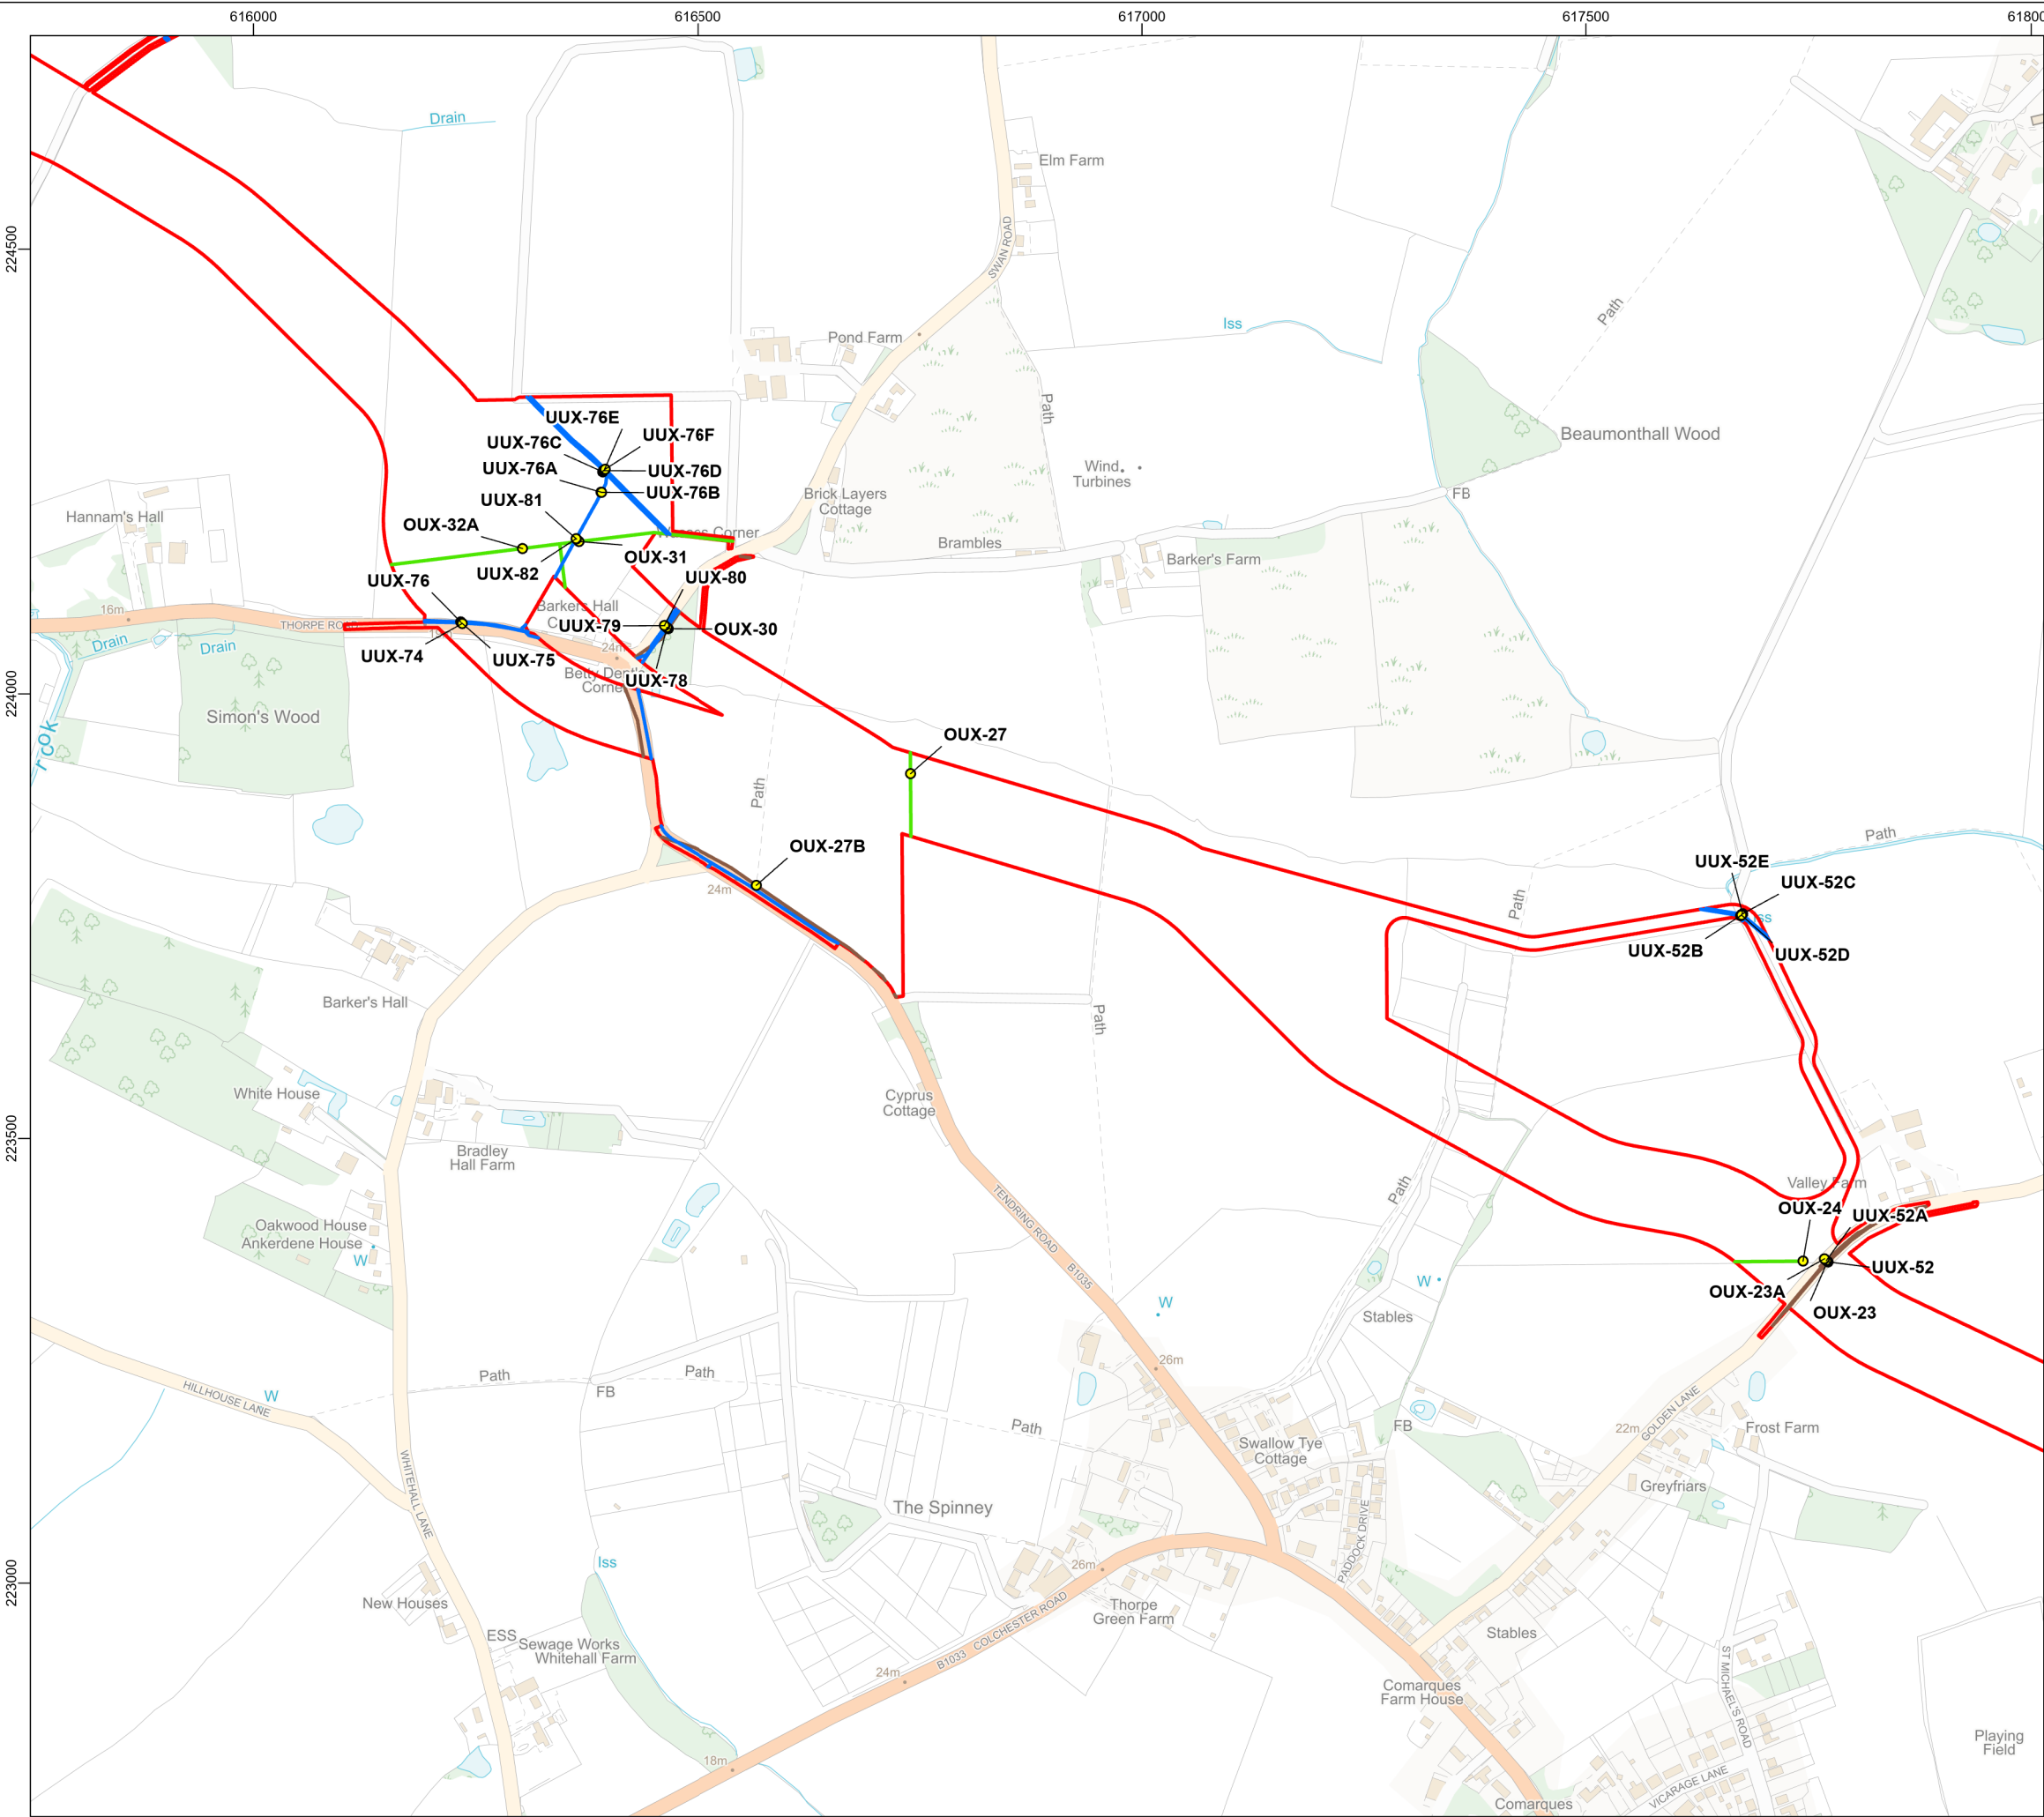 616000
616500
617000
617500
224500
224000
223500
223000
Drain
Elm Farm
SWAN ROAD
Pond Farm
Iss
Path
Path
Beaumonthall Wood
UUX-76E
UUX-76F
UUX-76C
UUX-76A
UUX-76D
UUX-76B
UUX-81
OUX-32A
OUX-31
UUX-82
UUX-80
UUX-76
UUX-79
OUX-30
UUX-74
UUX-75
UUX-78
Wind
Turbines
Brick Layers
Cottage
FB
Hannam's Hall
Corner
Brambles
Barker's Farm
16m
THORPE ROAD
Barkers Hall
24m
Drain
Drain
Simon's Wood
OUX-27
Path
OUX-27B
24m
Path
UUX-52E
UUX-52C
Iss
UUX-52B
UUX-52D
Path
Path
Barker's Hall
White House
Cyprus
Cottage
Bradley
Hall Farm
TENDRING ROAD
B1035
Path
Valley Farm
OUX-24
UUX-52A
UUX-52
OUX-23A
OUX-23
Oakwood House
Ankerdene House
W
W
W
Stables
26m
HILLHOUSE LANE
W
Path
Path
FB
Path
Swallow Tye
Cottage
FB
22m
GOLDEN LANE
Frost Farm
Greyfriars
WHITEHALL LANE
The Spinney
PADDOCK DRIVE
Iss
26m
New Houses
Thorpe
Green Farm
Stables
ESS
Sewage Works
Whitehall Farm
B1033
COLCHESTER ROAD
24m
18m
Comarques
Farm House
ST MICHAEL'S ROAD
Playing
Field
VICARAGE LANE
Comarques